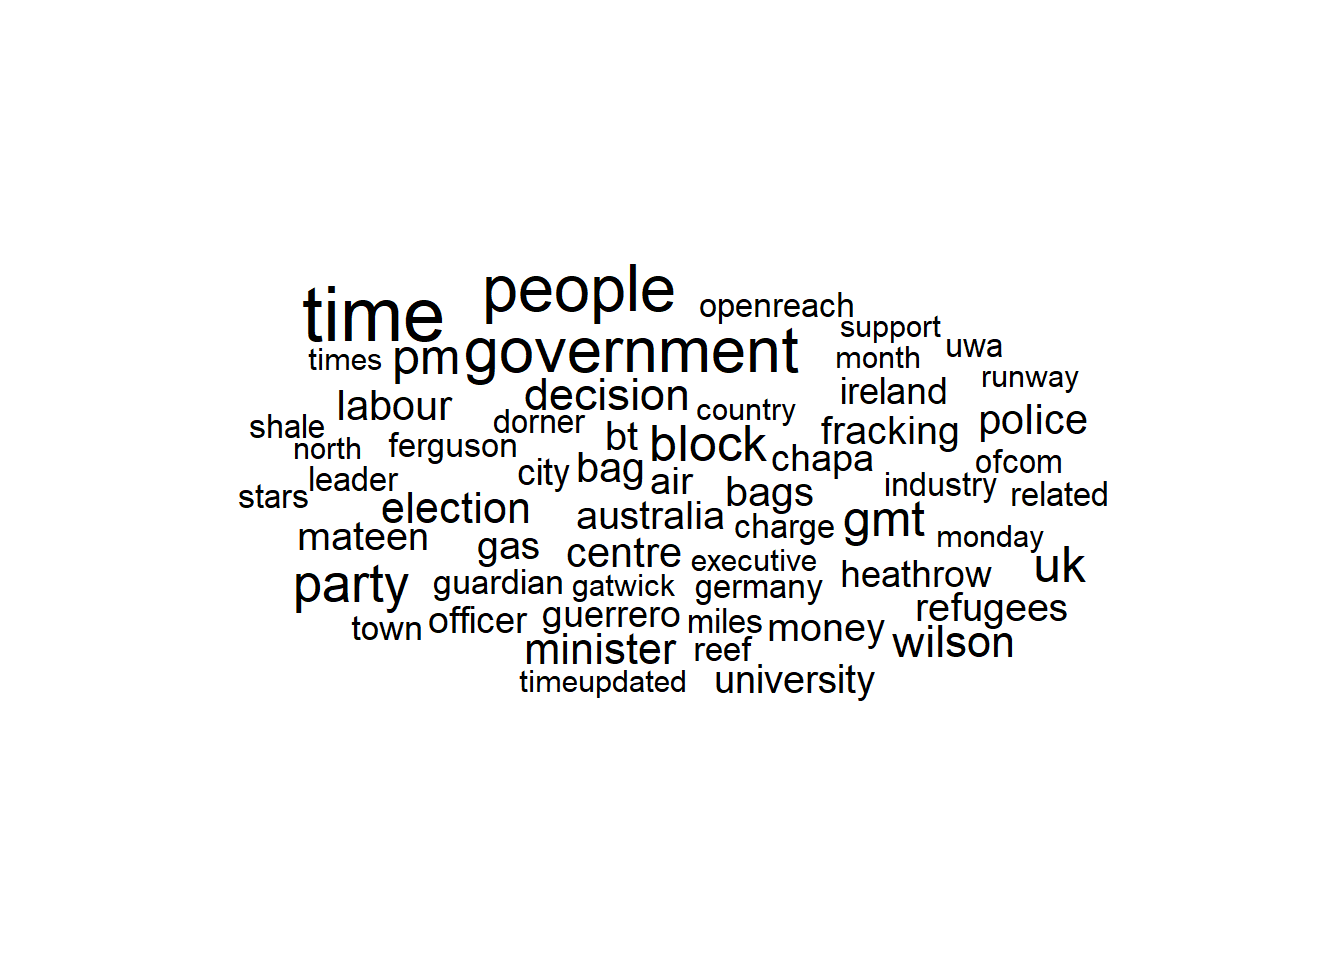 people
time
openreach
support
government
uwa
times
pm
month
runway
decision
ireland
labour
country
police
dorner
shale
fracking
bt
block
north
ferguson
chapa
ofcom
city
bag
air
leader
industry
bags
related
stars
election
australia
charge
gmt
mateen
monday
gas
centre
executive
uk
heathrow
party
guardian
gatwick
germany
refugees
guerrero
officer
miles
town
money
wilson
minister
reef
timeupdated
university